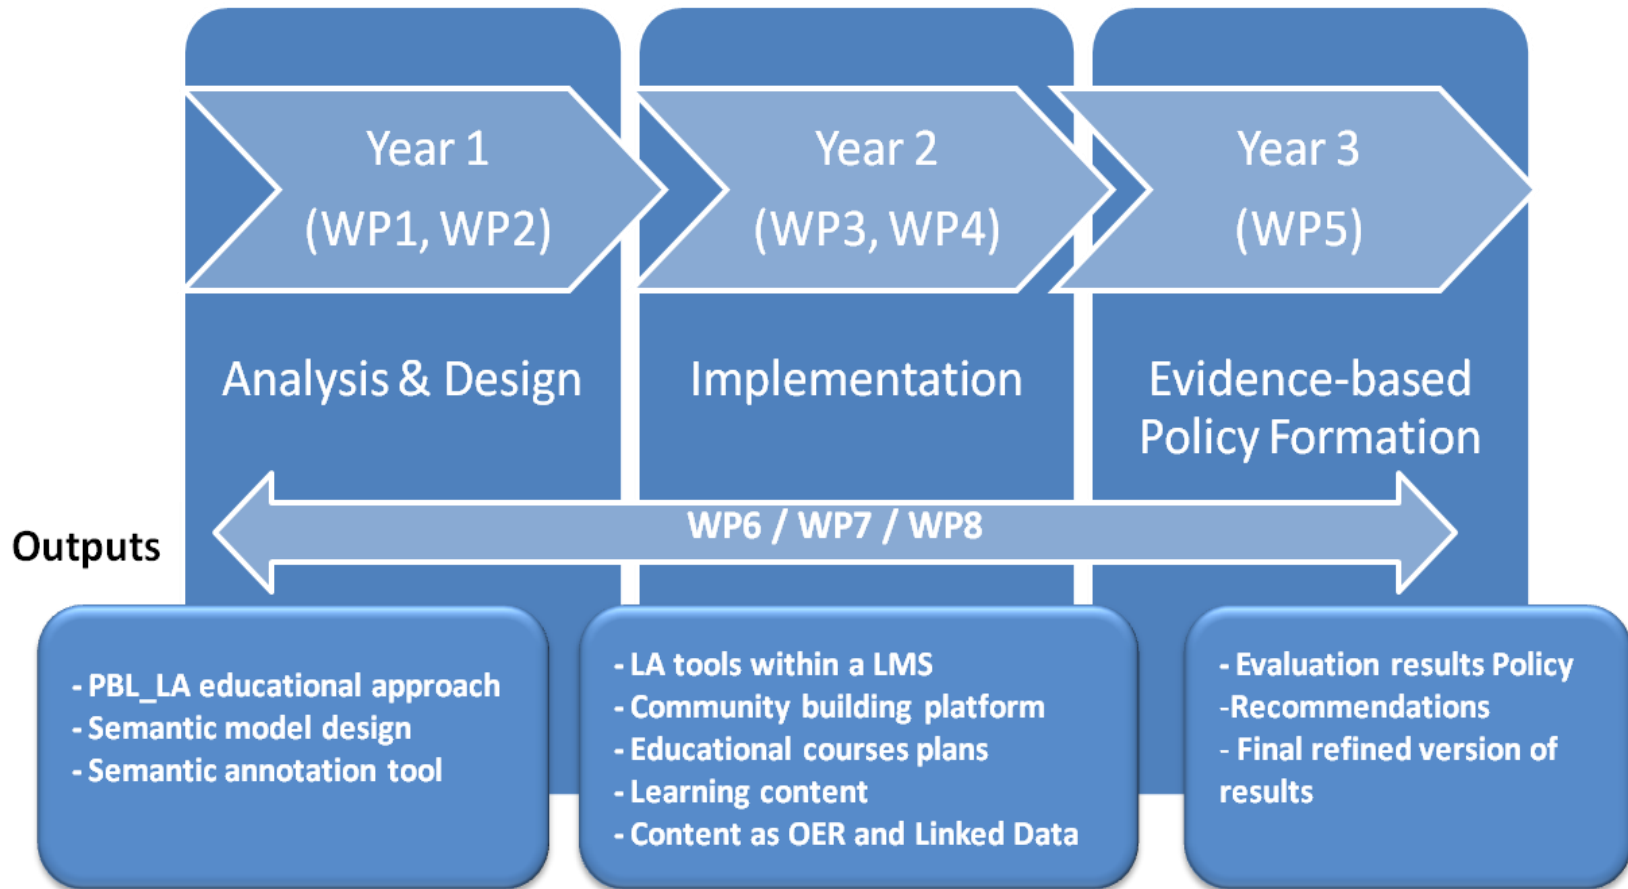 Year 1
(WP1, WP2)
Year 2
(WP3, WP4)
Year 3
(WP5)
Analysis & Design
Implementation
Evidence-based
Policy Formation
WP6 / WP7 / WP8
Outputs
- PBL_LA educational approach
- Semantic model design
- Semantic annotation tool
- LA tools within a LMS
- Community building platform
- Educational courses plans
- Learning content
- Content as OER and Linked Data
- Evaluation results Policy
-Recommendations
- Final refined version of
results